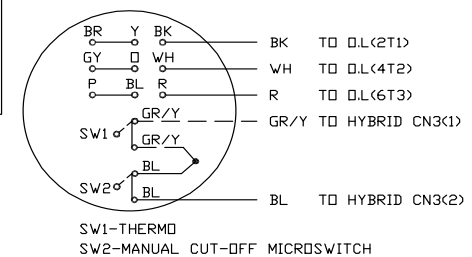 BR Y BK BK TO O.L(2T1)
GY O WH WH TO O.L(4T2)
P BL R R TO O.L(6T3)
GR/Y GR/Y TO HYBRID CN3(1)
SW1
GR/Y
BL
SW2
BL BL TO HYBRID CN3(2)
SW1-THERMO
SW2-MANUAL CUT-OFF MICROSWITCH